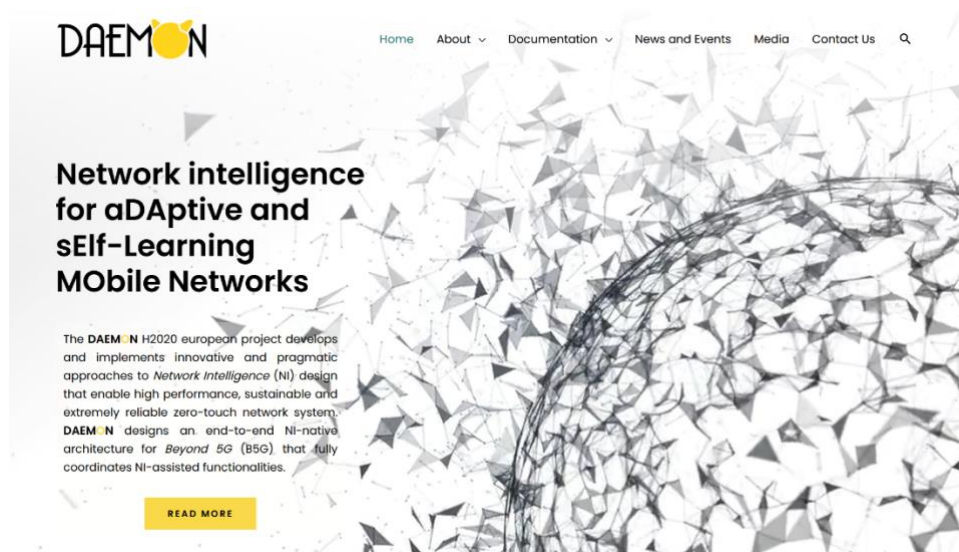 DAEMON
Home About Documentation News and Events Media Contact Us
Network intelligence
for aDAptive and
sElf-Learning
MObile Networks
The DAEMON H2020 european project develops
and implements innovative and pragmatic
approaches to Network Intelligence (NI) design
that enable high performance, sustainable and
extremely reliable zero-touch network system.
DAEMON designs an end-to-end NI-native
architecture for Beyond 5G (B5G) that fully
coordinates NI-assisted functionalities.
READ MORE